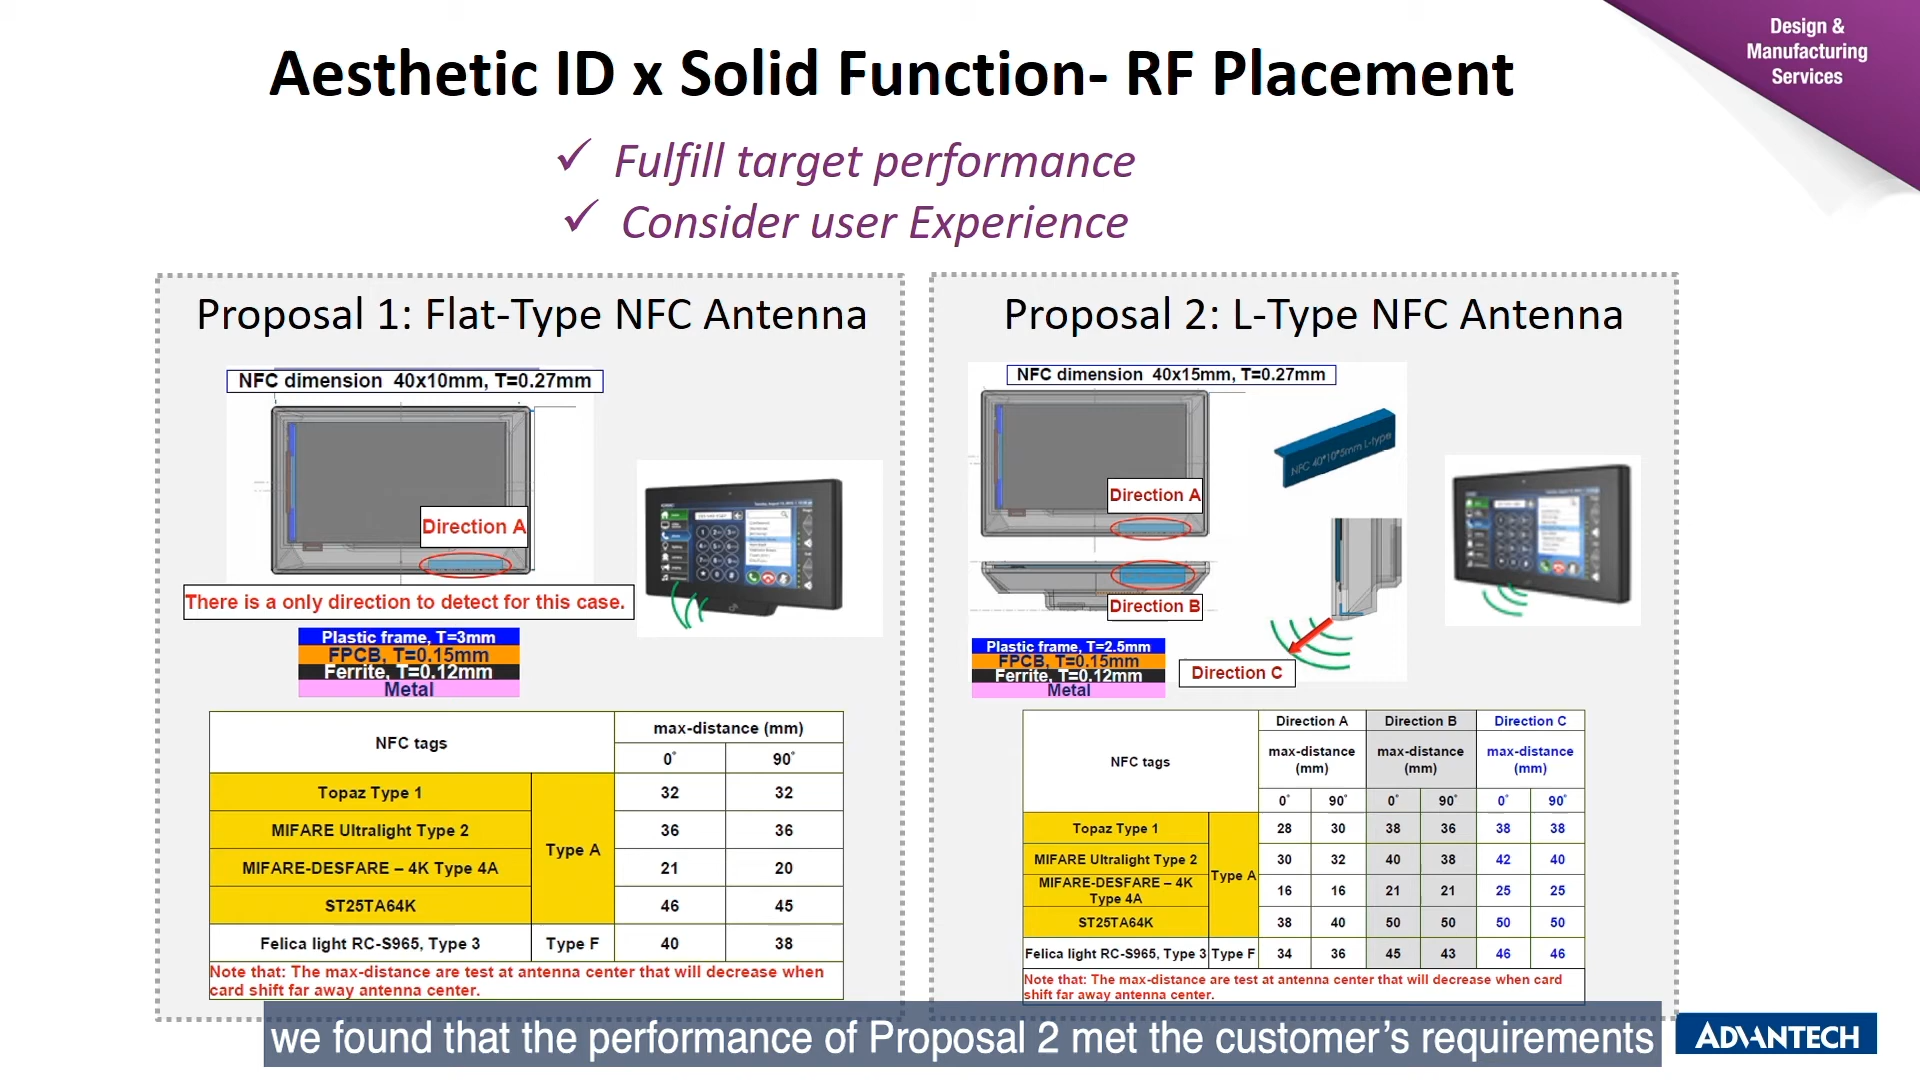 Design &
Manufacturing
Services
Aesthetic ID x Solid Function- RF Placement
✓ Fulfill target performance
✓ Consider user Experience
Proposal 1: Flat-Type NFC Antenna
NFC dimension 40x10mm, T=0.27mm
Direction A
There is a only direction to detect for this case.
Plastic frame, T=3mm
FPCB, T=0.15mm
Ferrite, T=0.12mm
Metal
NFC tags max-distance (mm)
0° 90°
Topaz Type 1 Type A 32 32
MIFARE Ultralight Type 2 36 36
MIFARE-DESFARE – 4K Type 4A 21 20
ST25TA64K 46 45
Felica light RC-S965, Type 3 Type F 40 38
Note that: The max-distance are test at antenna center that will decrease when
card shift far away antenna center.
Proposal 2: L-Type NFC Antenna
NFC dimension 40x15mm, T=0.27mm
NFC 40*10*5mm L-type
Direction A
Direction B
Direction C
Plastic frame, T=2.5mm
FPCB, T=0.15mm
Ferrite, T=0.12mm
Metal
NFC tags Direction A Direction B Direction C
max-distance (mm) max-distance (mm) max-distance (mm)
0° 90° 0° 90° 0° 90°
Topaz Type 1 Type A 28 30 38 36 38 38
MIFARE Ultralight Type 2 30 32 40 38 42 40
MIFARE-DESFARE – 4K Type 4A 16 16 21 21 25 25
ST25TA64K 38 40 50 50 50 50
Felica light RC-S965, Type 3 Type F 34 36 45 43 46 46
Note that: The max-distance are test at antenna center that will decrease when card
shift far away antenna center.
we found that the performance of Proposal 2 met the customer's requirements
ADVANTECH